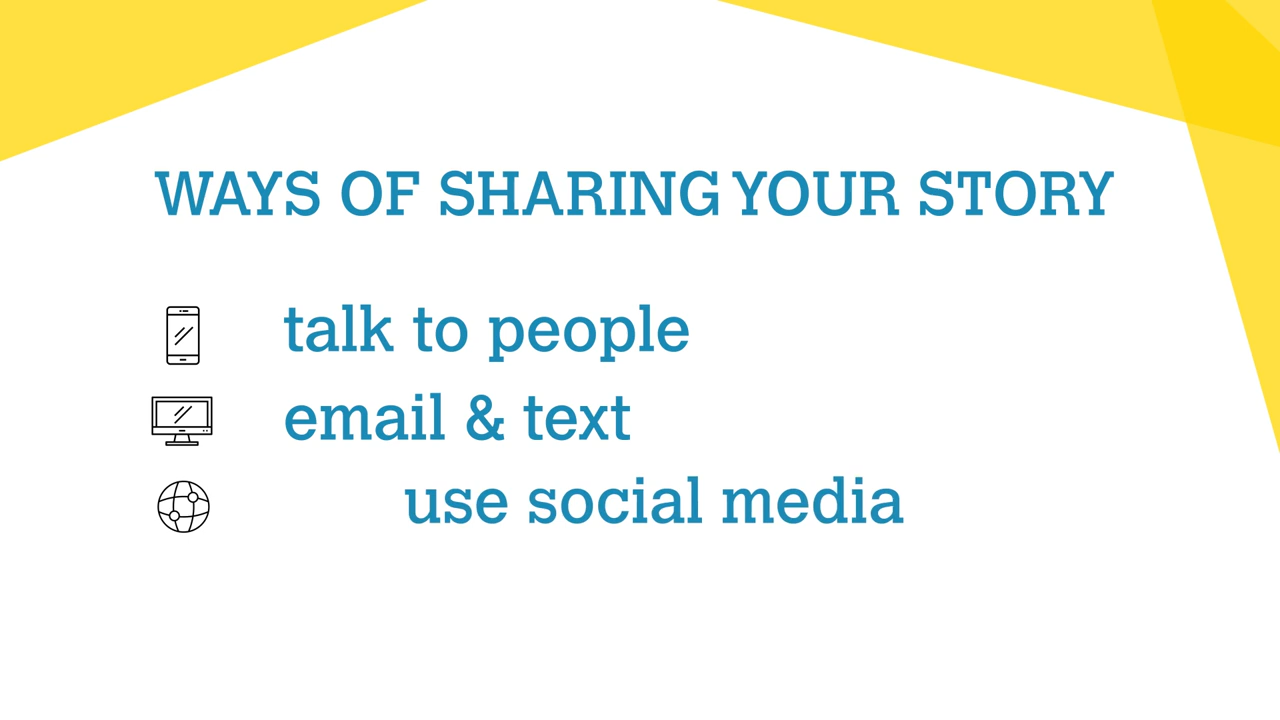 WAYS OF SHARING YOUR STORY
talk to people
email & text
use social media